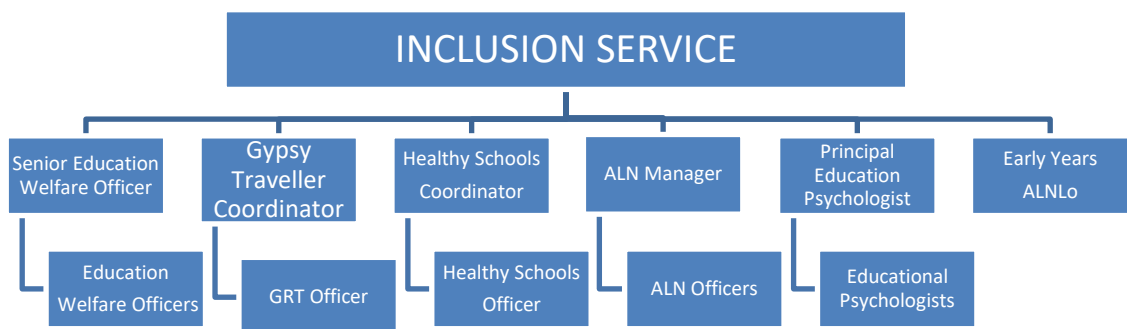 INCLUSION SERVICE
Senior Education
Welfare Officer
Gypsy
Traveller
Coordinator
Healthy Schools
Coordinator
ALN Manager
Principal
Education
Psychologist
Early Years
ALNLo
Education
Welfare Officers
GRT Officer
Healthy Schools
Officer
ALN Officers
Educational
Psychologists